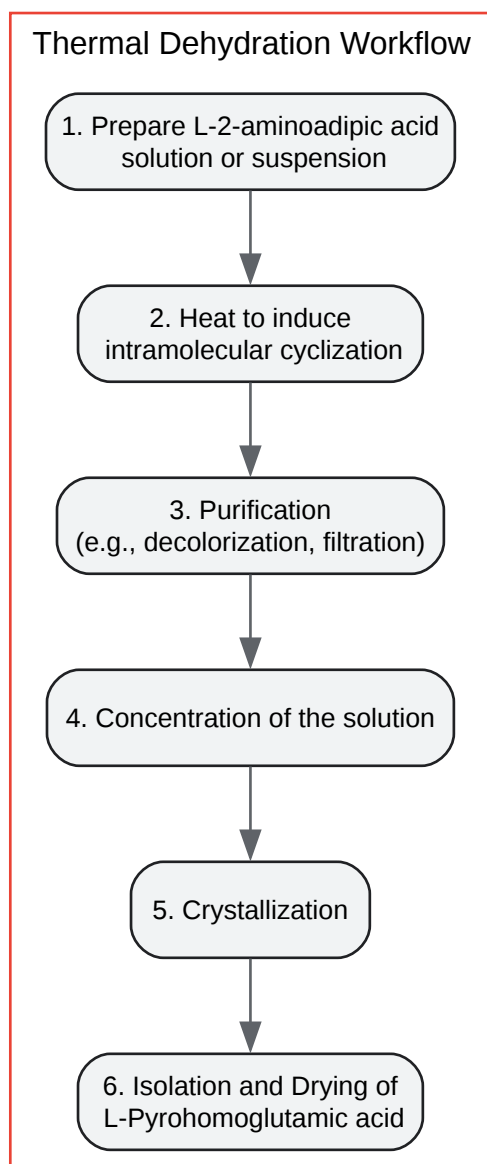 Thermal Dehydration Workflow
1. Prepare L-2-aminoadipic acid
solution or suspension
2. Heat to induce
intramolecular cyclization
3. Purification
(e.g., decolorization, filtration)
4. Concentration of the solution
5. Crystallization
6. Isolation and Drying of
L-Pyrohomoglutamic acid